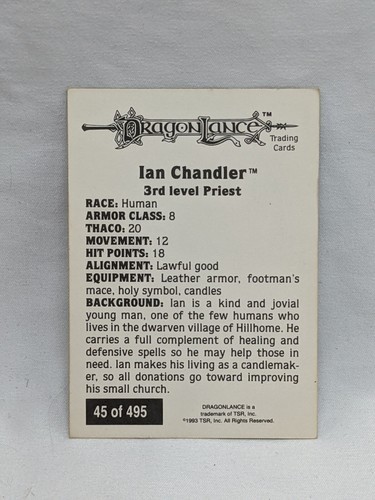 DRAGONLANCE™
Trading
Cards
Ian Chandler™
3rd level Priest
RACE: Human
ARMOR CLASS: 8
THACO: 20
MOVEMENT: 12
HIT POINTS: 18
ALIGNMENT: Lawful good
EQUIPMENT: Leather armor, footman's
mace, holy symbol, candles
BACKGROUND: Ian is a kind and jovial
young man, one of the few humans who
lives in the dwarven village of Hillhome. He
carries a full complement of healing and
defensive spells so he may help those in
need. Ian makes his living as a candlemak-
er, so all donations go toward improving
his small church.
45 of 495
DRAGONLANCE is a
trademark of TSR, Inc.
©1993 TSR, Inc. All Rights Reserved.